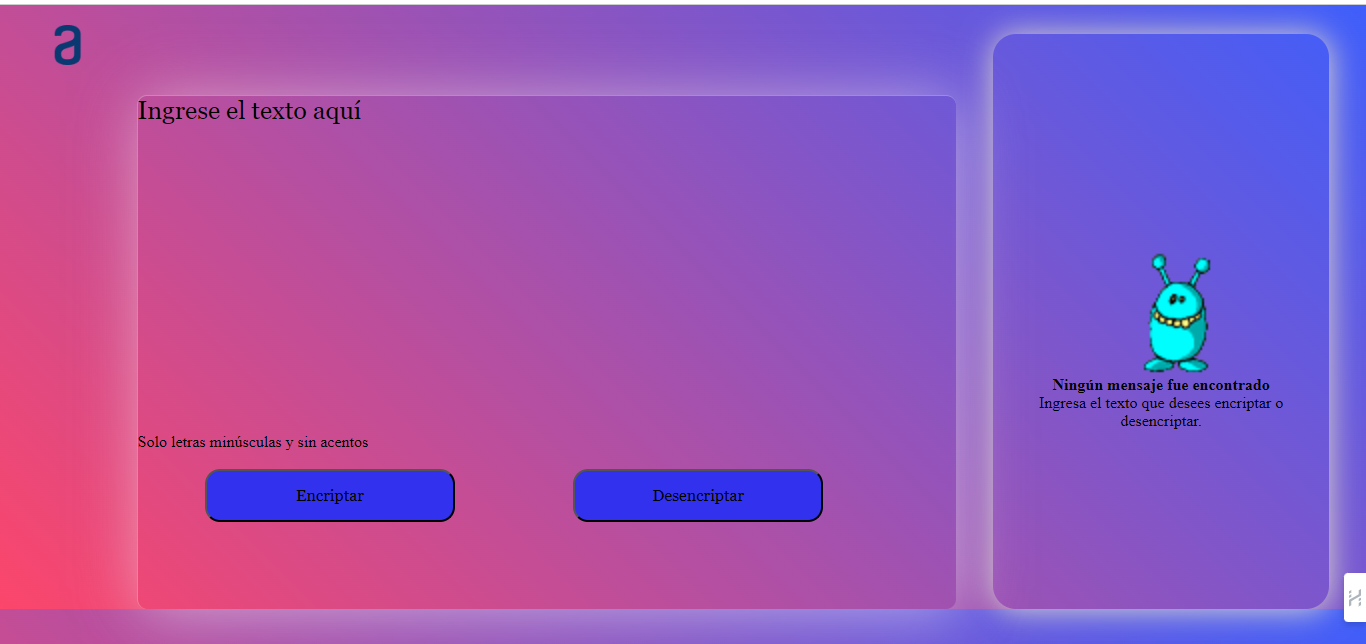 a
Ingrese el texto aquí
Solo letras minúsculas y sin acentos
Encriptar
Desencriptar
Ningún mensaje fue encontrado
Ingresa el texto que desees encriptar o
desencriptar.